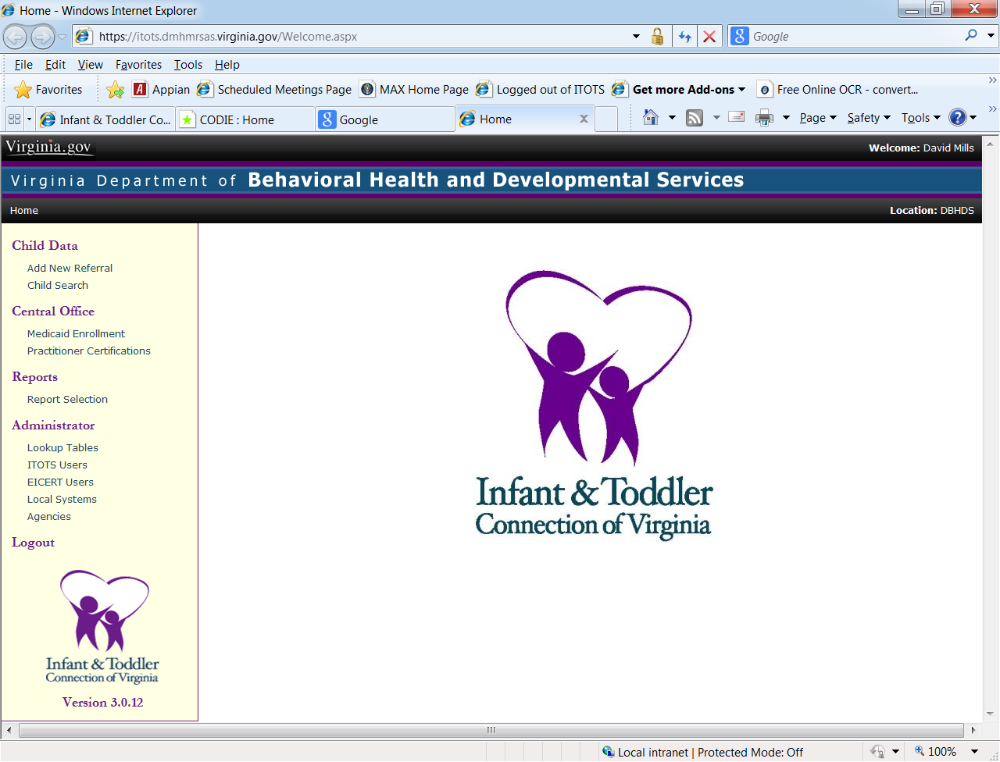 Home - Windows Internet Explorer
https://itots.dmhmrsas.virginia.gov/Welcome.aspx
Google
File Edit View Favorites Tools Help
Favorites Appian Scheduled Meetings Page MAX Home Page Logged out of ITOTS Get more Add-ons Free Online OCR - convert...
Infant & Toddler Co... CODIE : Home Google Home Page Safety Tools
Virginia.gov Welcome: David Mills
Virginia Department of Behavioral Health and Developmental Services
Home Location: DBHDS
Child Data
Add New Referral
Child Search
Central Office
Medicaid Enrollment
Practitioner Certifications
Reports
Report Selection
Administrator
Lookup Tables
ITOTS Users
EICERT Users
Local Systems
Agencies
Logout
Infant & Toddler
Connection of Virginia
Version 3.0.12
Infant & Toddler
Connection of Virginia
Local intranet | Protected Mode: Off 100%